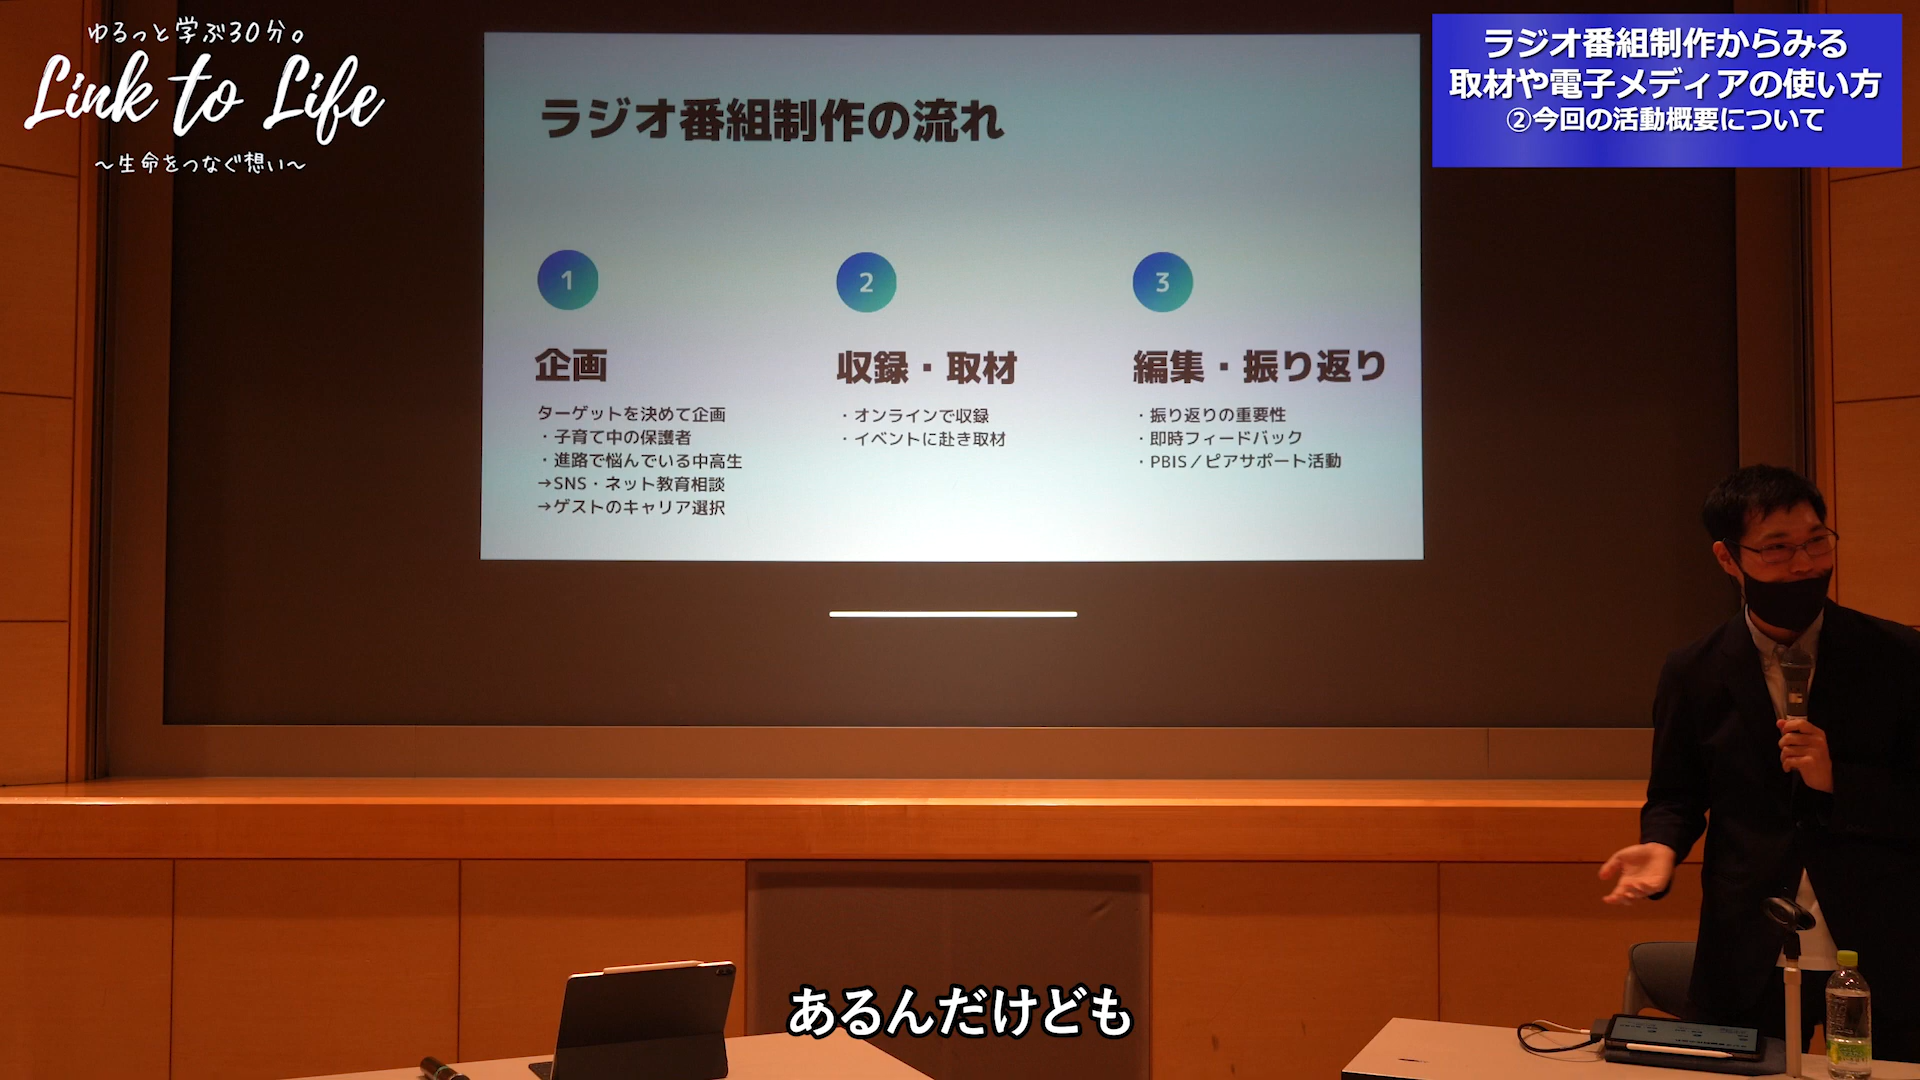 ゆるっと学ぶ30分。
Link to Life
～生命をつなぐ想い～
ラジオ番組制作からみる
取材や電子メディアの使い方
②今回の活動概要について
ラジオ番組制作の流れ
1
企画
ターゲットを決めて企画
・子育て中の保護者
・進路で悩んでいる中高生
→SNS・ネット教育相談
→ゲストのキャリア選択
2
収録・取材
・オンラインで収録
・イベントに赴き取材
3
編集・振り返り
・振り返りの重要性
・即時フィードバック
・PBIS／ピアサポート活動
あるんだけども